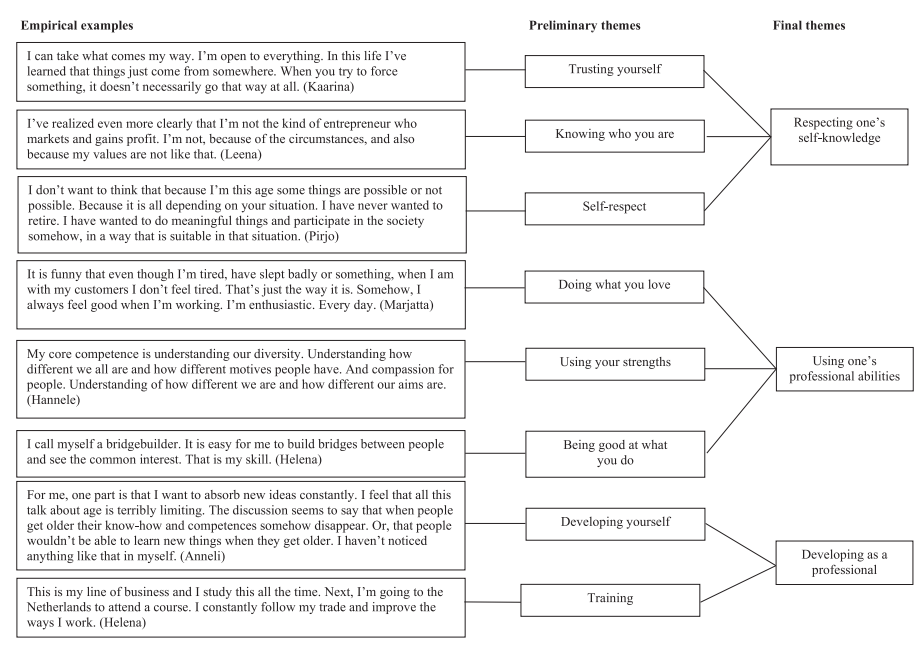 Empirical examples
Preliminary themes
Final themes
I can take what comes my way. I'm open to everything. In this life I've
learned that things just come from somewhere. When you try to force
something, it doesn't necessarily go that way at all. (Kaarina)
Trusting yourself
I've realized even more clearly that I'm not the kind of entrepreneur who
markets and gains profit. I'm not, because of the circumstances, and also
because my values are not like that. (Leena)
Knowing who you are
Respecting one's
self-knowledge
I don't want to think that because I'm this age some things are possible or not
possible. Because it is all depending on your situation. I have never wanted to
retire. I have wanted to do meaningful things and participate in the society
somehow, in a way that is suitable in that situation. (Pirjo)
Self-respect
It is funny that even though I'm tired, have slept badly or something, when I am
with my customers I don't feel tired. That's just the way it is. Somehow, I
always feel good when I'm working. I'm enthusiastic. Every day. (Marjatta)
Doing what you love
My core competence is understanding our diversity. Understanding how
different we all are and how different motives people have. And compassion for
people. Understanding of how different we are and how different our aims are.
(Hannele)
Using your strengths
Using one's
professional abilities
I call myself a bridgebuilder. It is easy for me to build bridges between people
and see the common interest. That is my skill. (Helena)
Being good at what
you do
For me, one part is that I want to absorb new ideas constantly. I feel that all this
talk about age is terribly limiting. The discussion seems to say that when people
get older their know-how and competences somehow disappear. Or, that people
wouldn't be able to learn new things when they get older. I haven't noticed
anything like that in myself. (Anneli)
Developing yourself
Developing as a
professional
This is my line of business and I study this all the time. Next, I'm going to the
Netherlands to attend a course. I constantly follow my trade and improve the
ways I work. (Helena)
Training